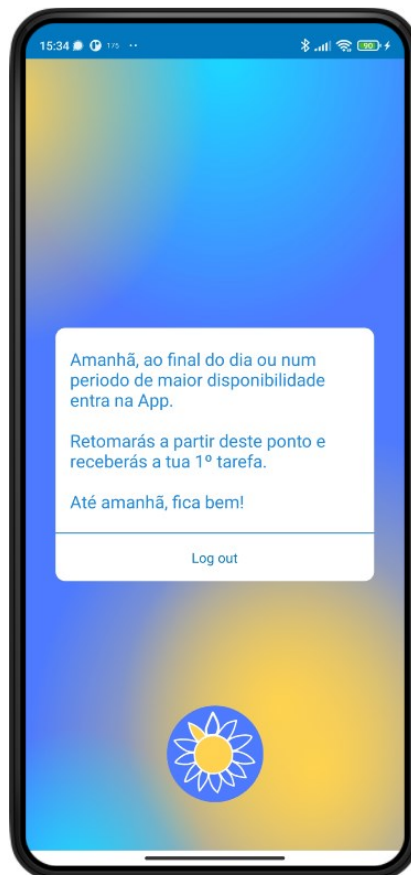 15:34
90
Amanhã, ao final do dia ou num
periodo de maior disponibilidade
entra na App.
Retomarás a partir deste ponto e
receberás a tua 1º tarefa.
Até amanhã, fica bem!
Log out